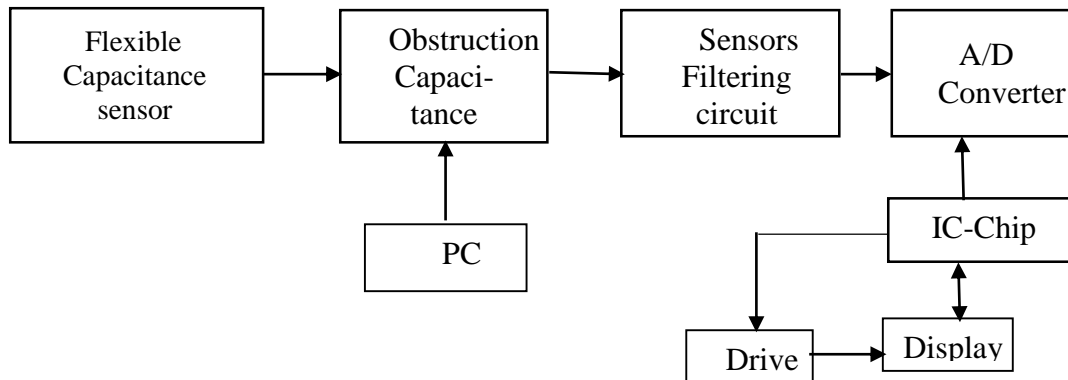 Flexible
Capacitance
sensor
Obstruction
Capaci-
tance
Sensors
Filtering
circuit
A/D
Converter
PC
IC-Chip
Drive
Display